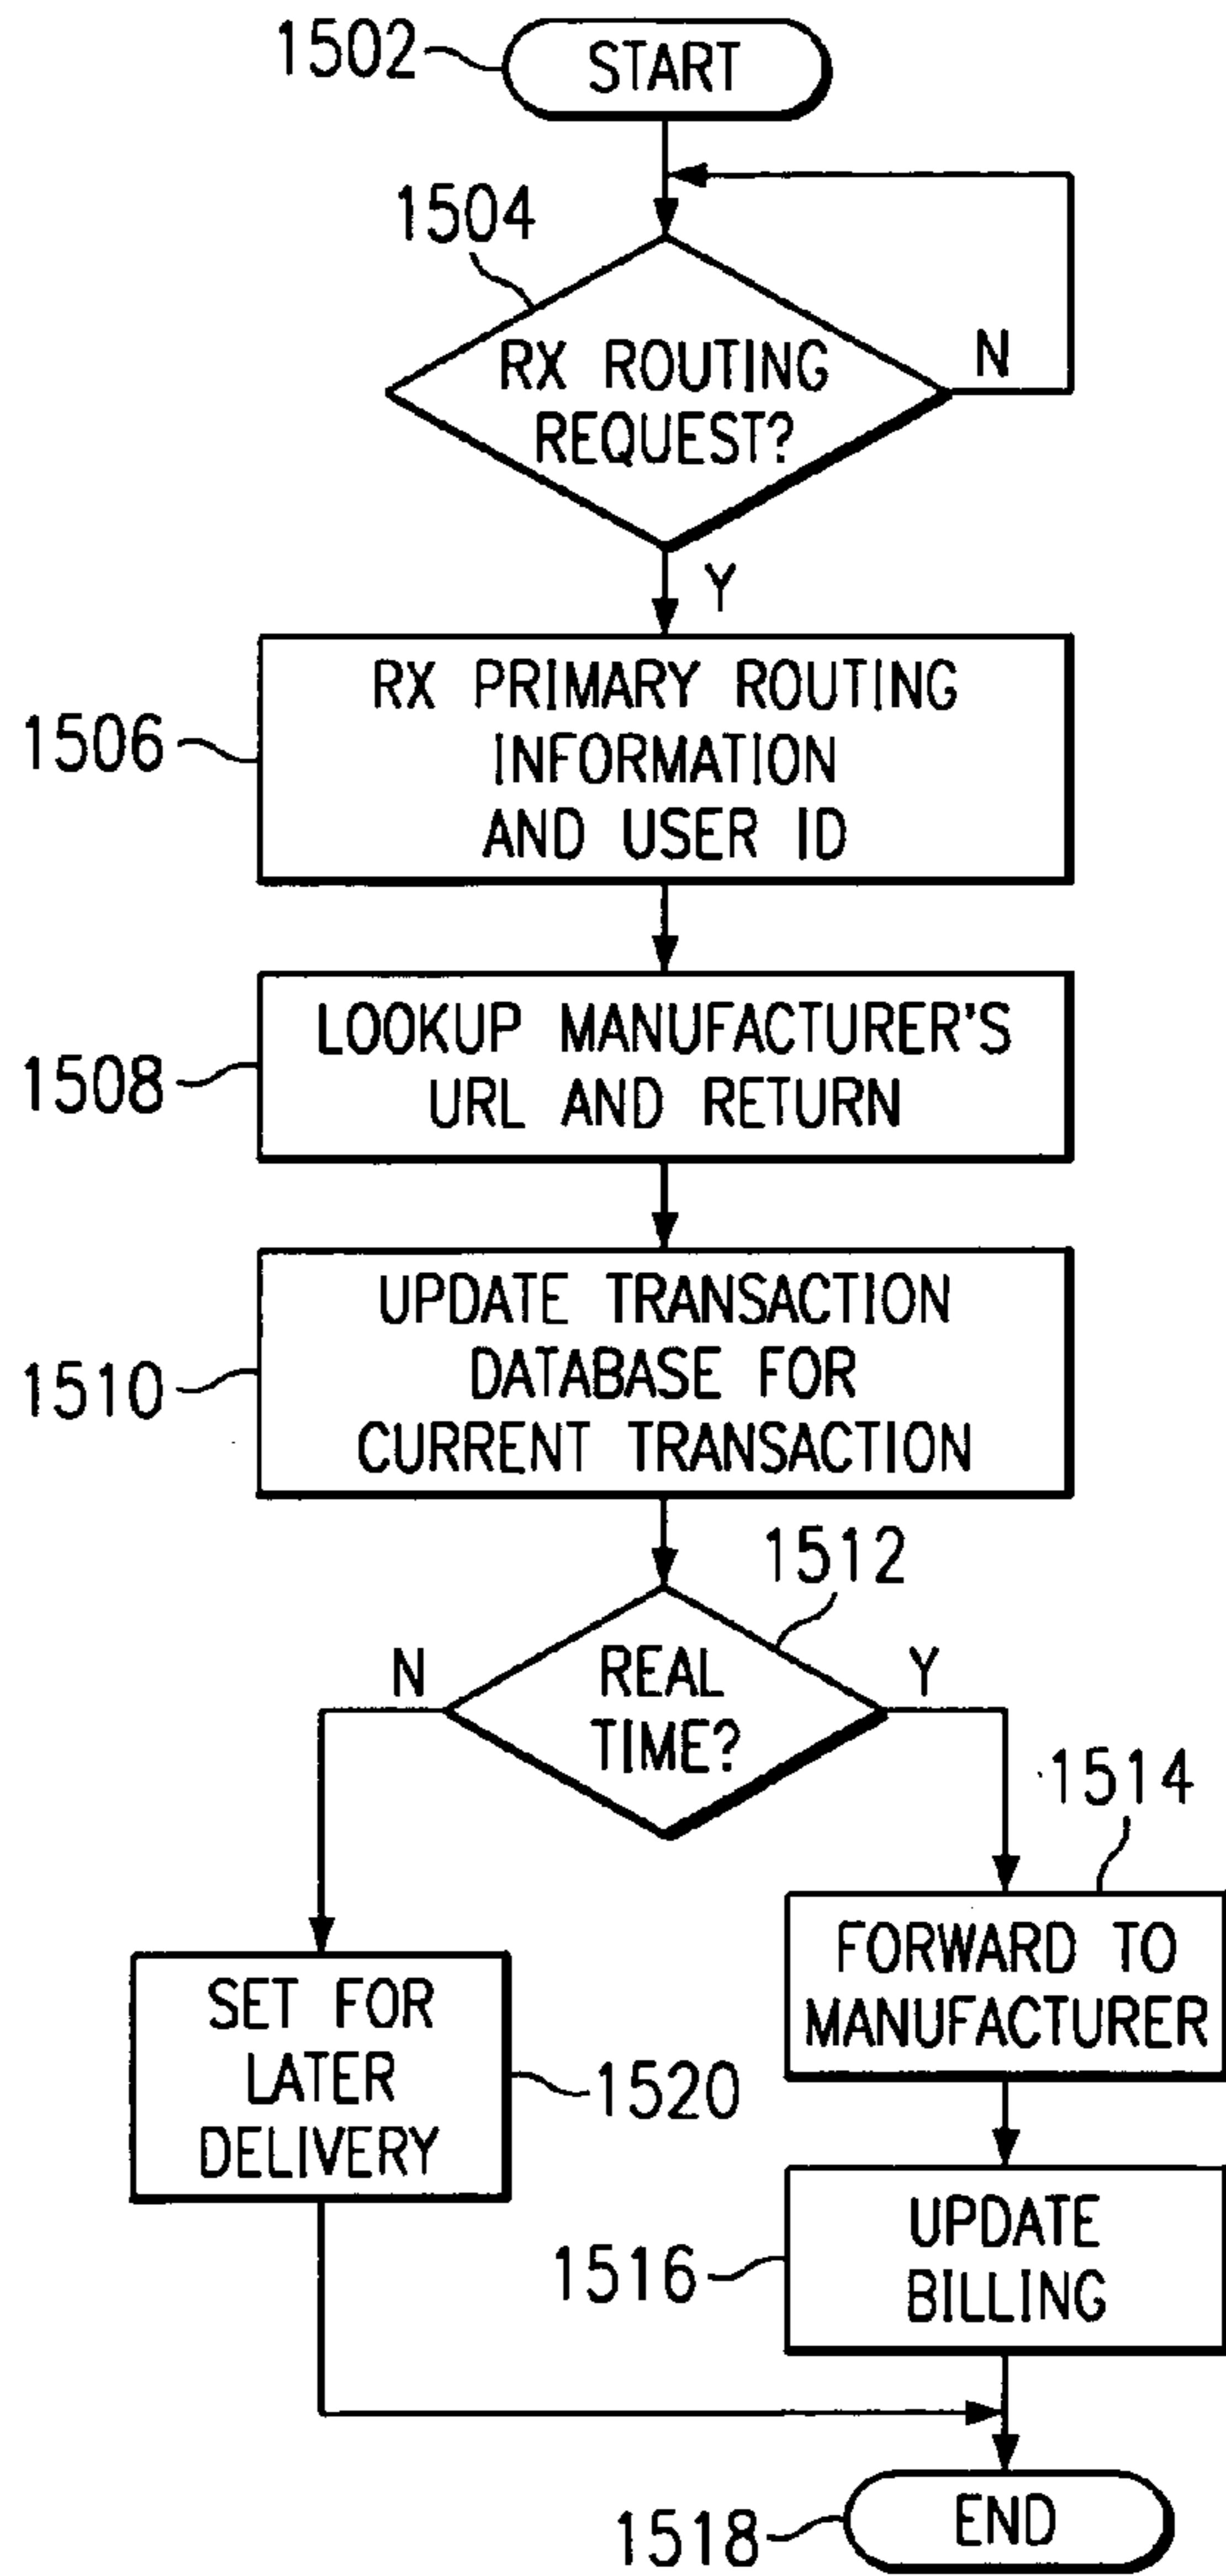 1502
START
1504
RX ROUTING
REQUEST?
N
Y
RX PRIMARY ROUTING
INFORMATION
AND USER ID
1506
LOOKUP MANUFACTURER'S
URL AND RETURN
1508
UPDATE TRANSACTION
DATABASE FOR
CURRENT TRANSACTION
1510
1512
REAL
TIME?
N
Y
1514
FORWARD TO
MANUFACTURER
SET FOR
LATER
DELIVERY
1520
UPDATE
BILLING
1516
END
1518